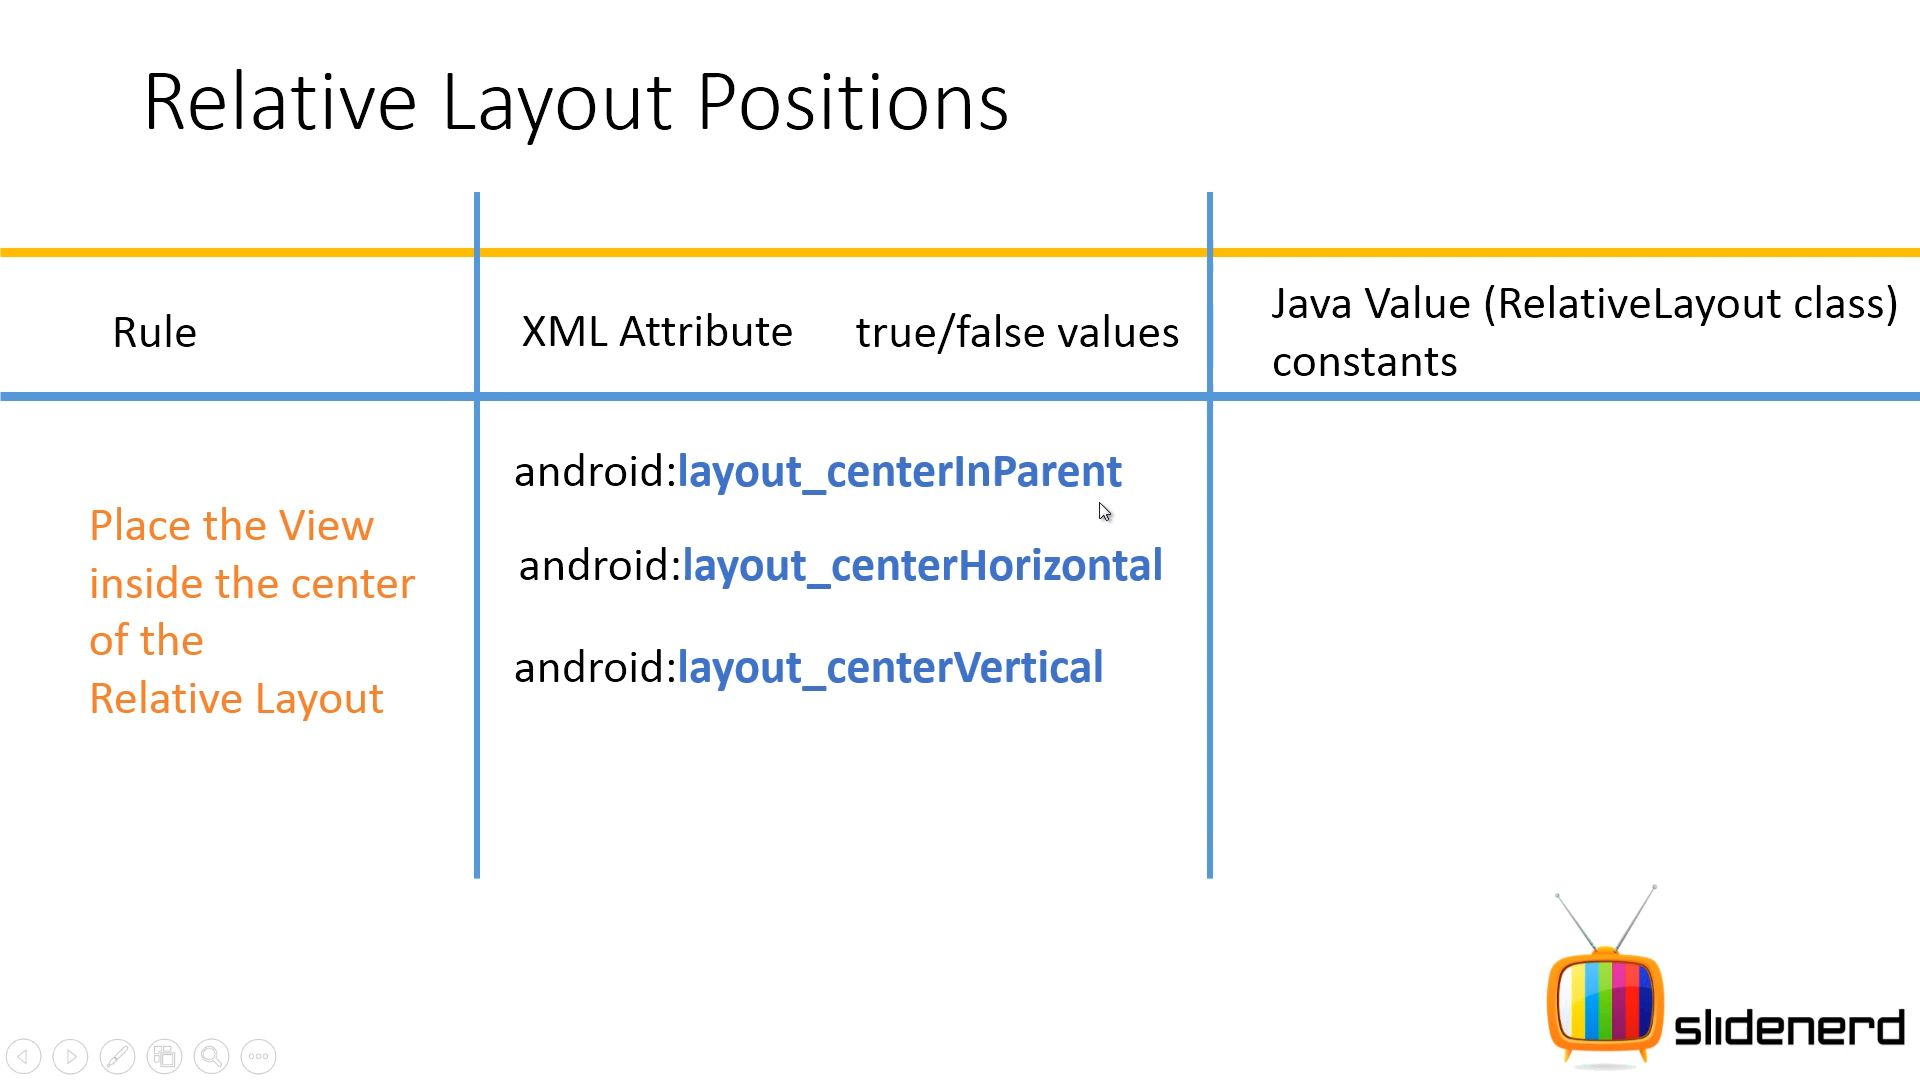 Relative Layout Positions
Rule
XML Attribute true/false values
Java Value (RelativeLayout class)
constants
Place the View
inside the center
of the
Relative Layout
android:layout_centerInParent
android:layout_centerHorizontal
android:layout_centerVertical
slidenerd